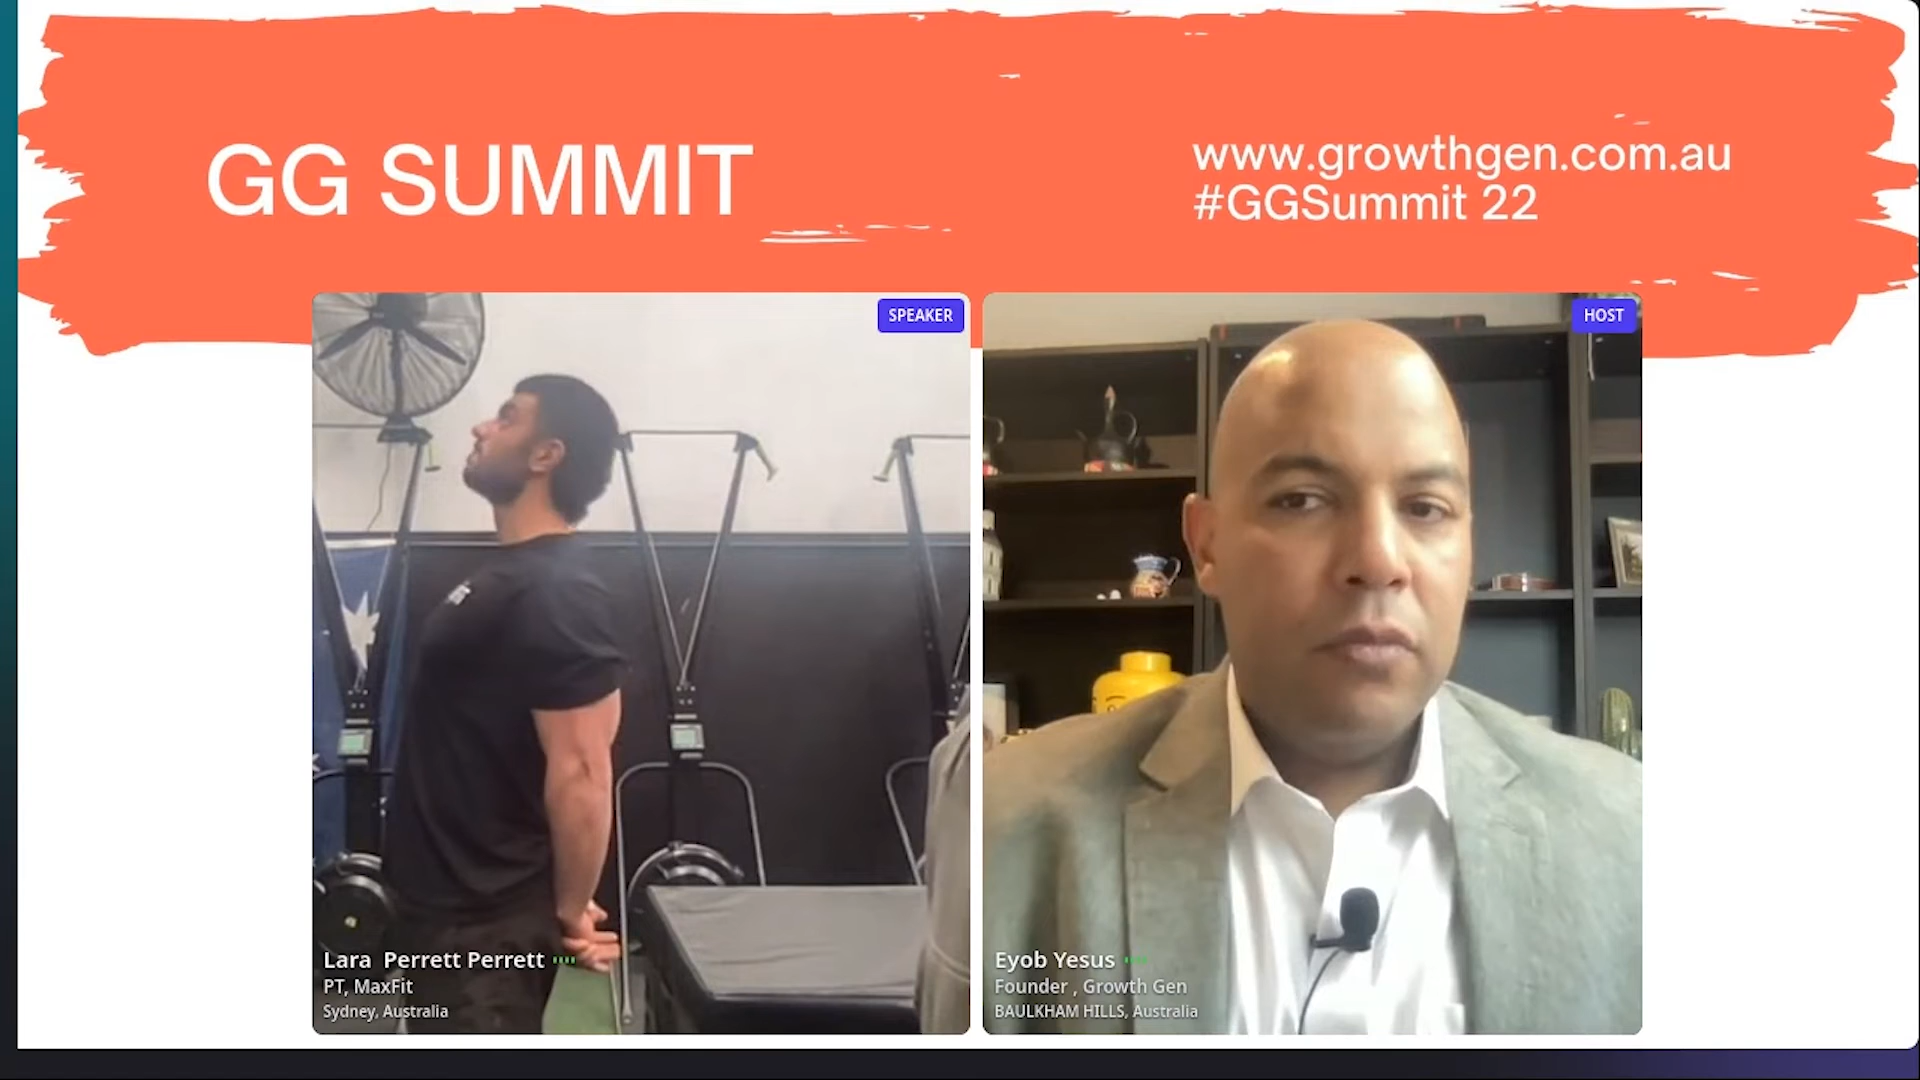 GG SUMMIT
www.growthgen.com.au
#GGSummit 22
SPEAKER
HOST
Lara  Perrett Perrett
PT, MaxFit
Sydney, Australia
Eyob Yesus
Founder , Growth Gen
BAULKHAM HILLS, Australia